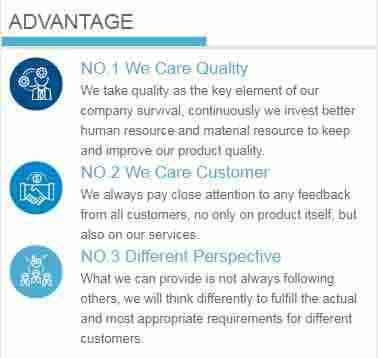 ADVANTAGE
NO.1 We Care Quality
We take quality as the key element of our
company survival, continuously we invest better
human resource and material resource to keep
and improve our product quality.
NO.2 We Care Customer
We always pay close attention to any feedback
from all customers, no only on product itself, but
also on our services.
NO.3 Different Perspective
What we can provide is not always following
others, we will think differently to fulfill the actual
and most appropriate requirements for different
customers.